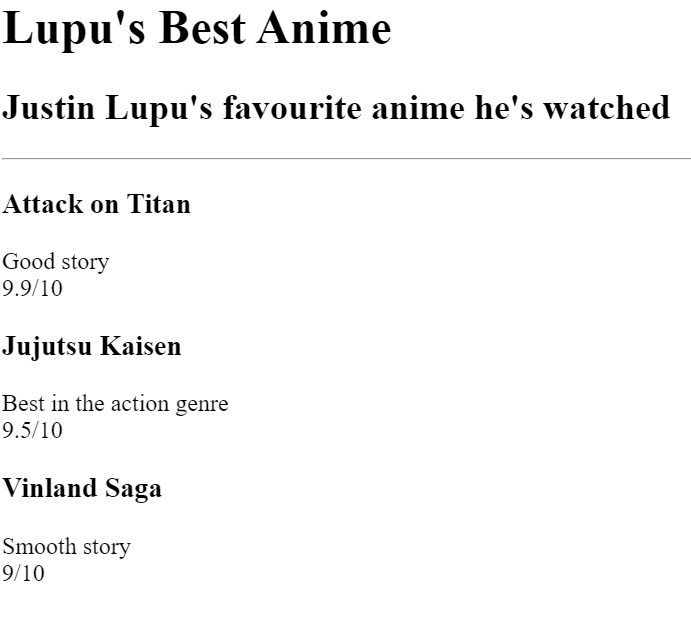 Lupu's Best Anime
Justin Lupu's favourite anime he's watched
Attack on Titan
Good story
9.9/10
Jujutsu Kaisen
Best in the action genre
9.5/10
Vinland Saga
Smooth story
9/10